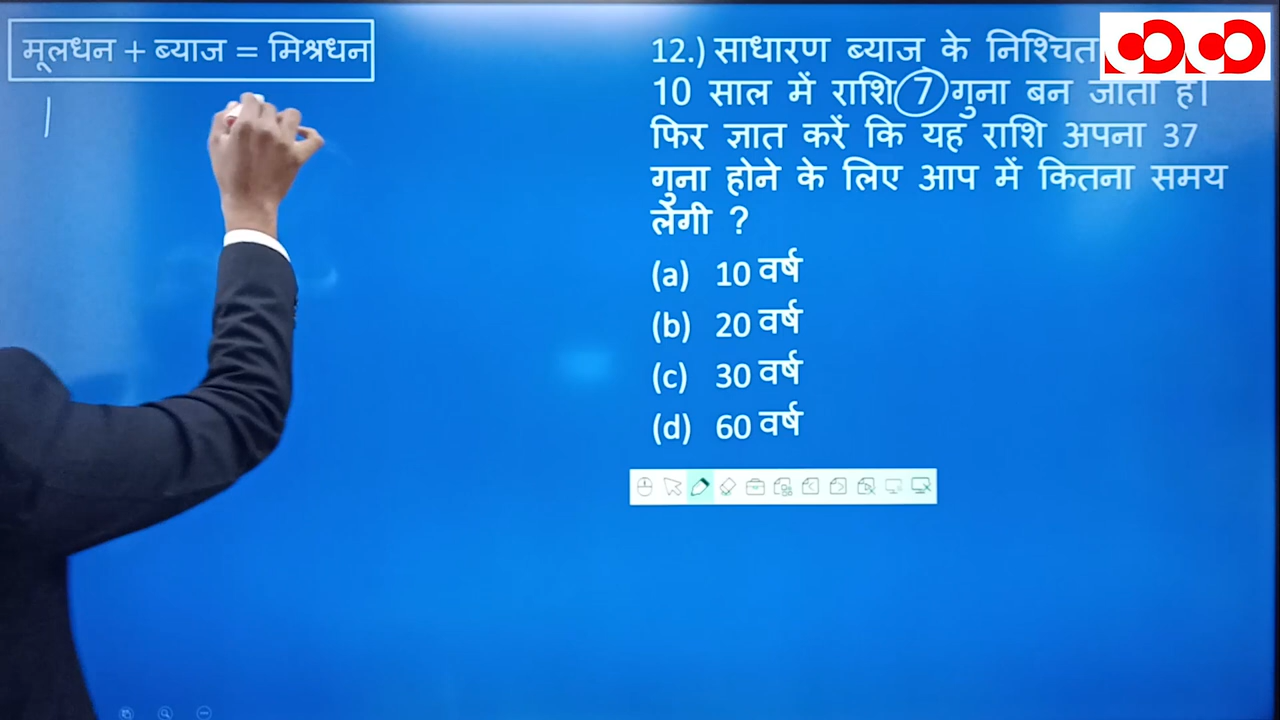 मूलधन + ब्याज = मिश्रधन
1
12.) साधारण ब्याज के निश्चित
10 साल में राशि 7 गुना बन जाता है।
फिर ज्ञात करें कि यह राशि अपना 37
गुना होने के लिए आप में कितना समय
लेगी ?
(a) 10 वर्ष
(b) 20 वर्ष
(c) 30 वर्ष
(d) 60 वर्ष